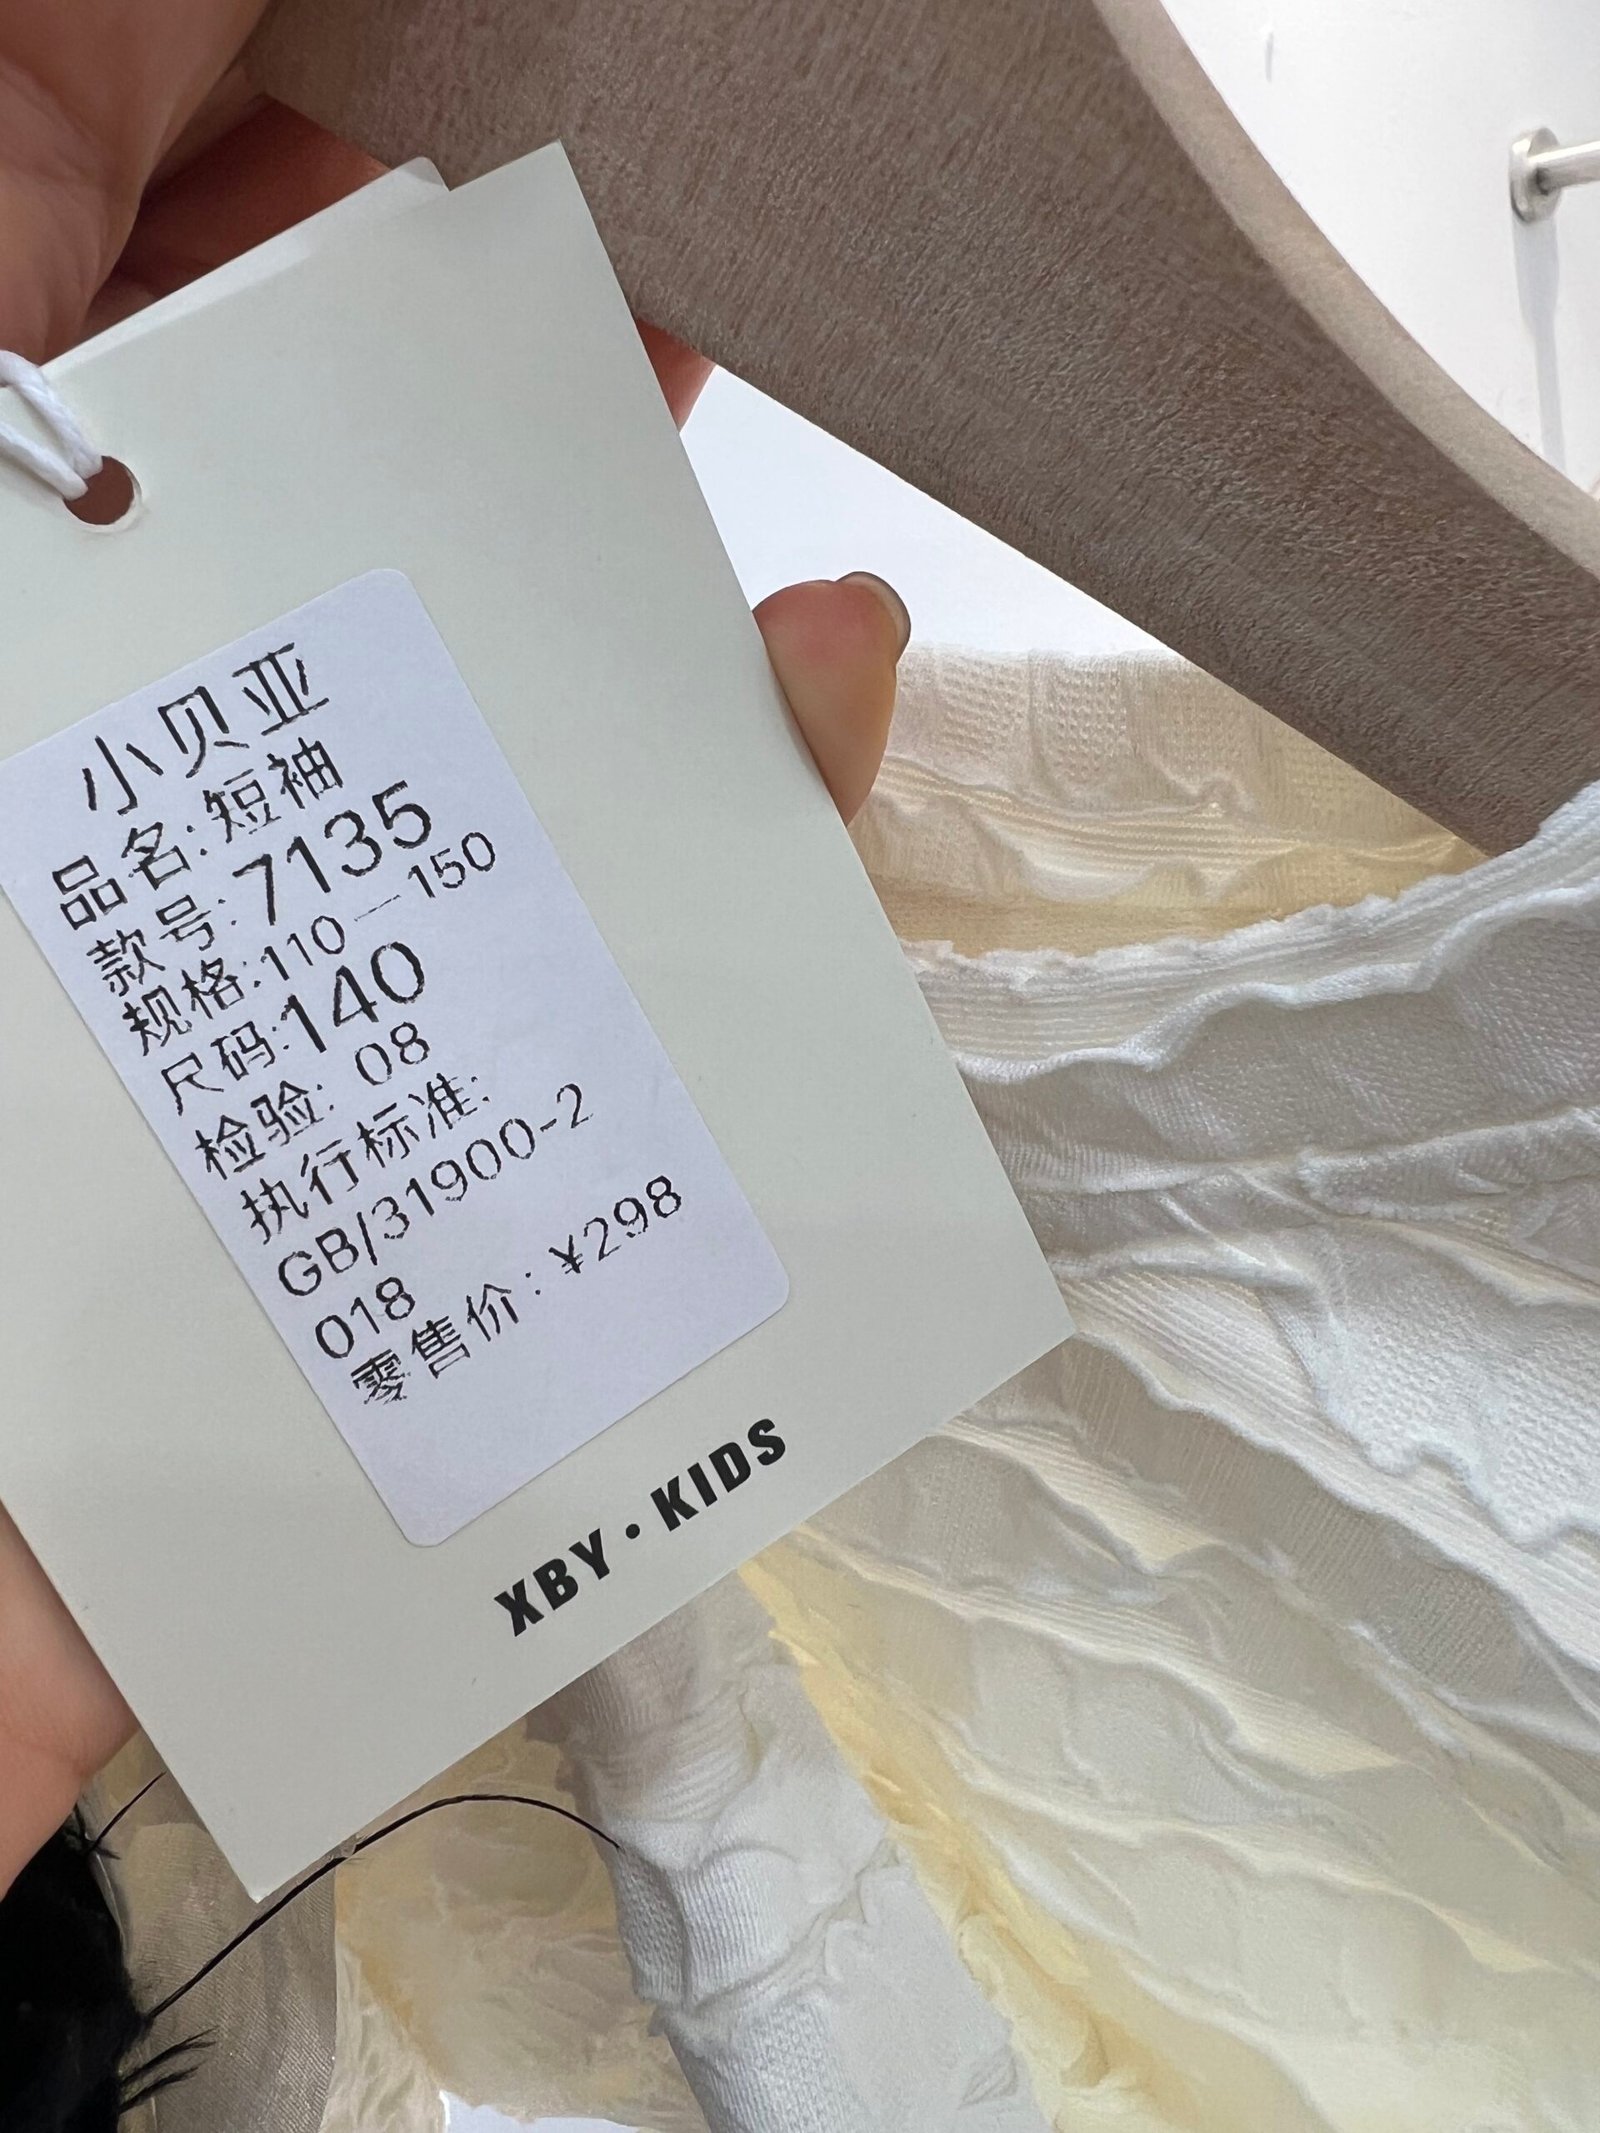 小贝亚
品名:短袖
款号:7135
规格:110—150
尺码:140
检验: 08
执行标准:
GB/31900-2
018
零售价:¥298
XBY·KIDS